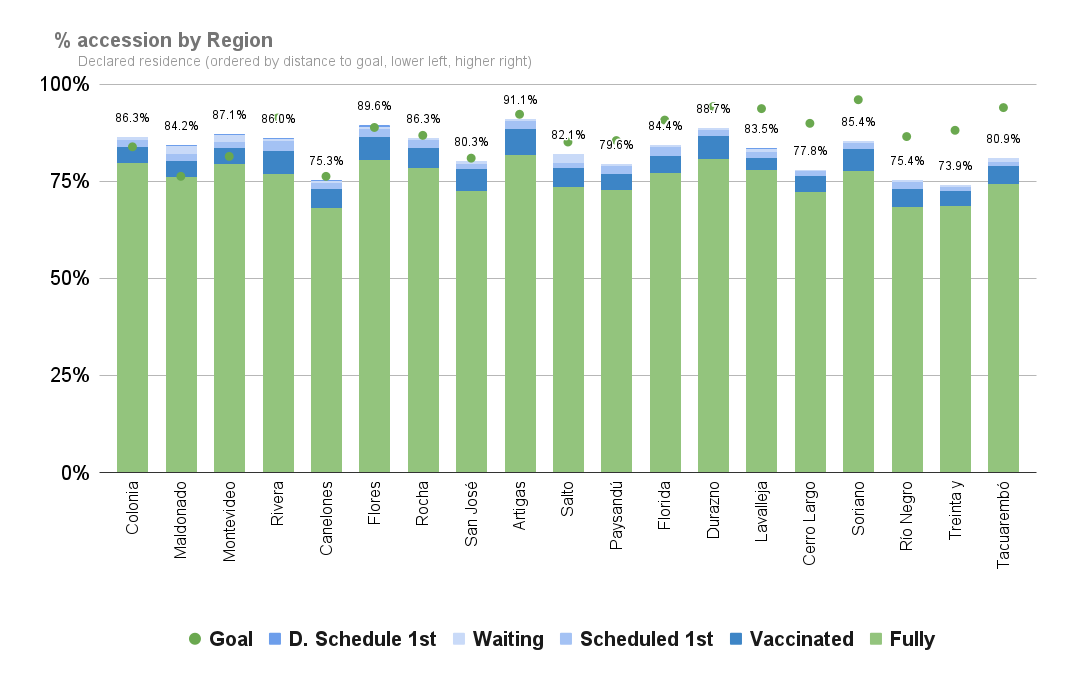 % accession by Region
Declared residence (ordered by distance to goal, lower left, higher right)
100%
75%
50%
25%
0%
86.3%
84.2%
87.1%
86.0%
75.3%
89.6%
86.3%
80.3%
91.1%
82.1%
79.6%
84.4%
88.7%
83.5%
77.8%
85.4%
75.4%
73.9%
80.9%
Colonia
Maldonado
Montevideo
Rivera
Canelones
Flores
Rocha
San José
Artigas
Salto
Paysandú
Florida
Durazno
Lavalleja
Cerro Largo
Soriano
Río Negro
Treinta y
Tacuarembó
Goal
D. Schedule 1st
Waiting
Scheduled 1st
Vaccinated
Fully